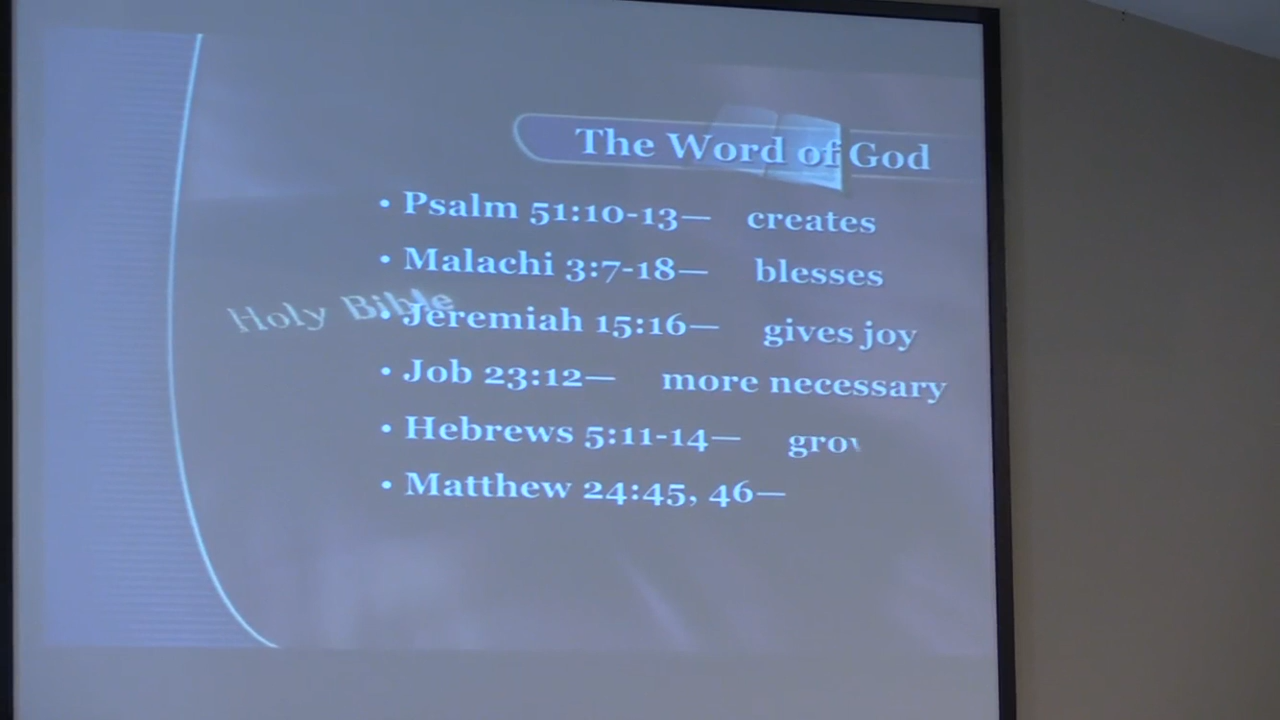 The Word of God
• Psalm 51:10-13— creates
• Malachi 3:7-18— blesses
Holy Bible
• Jeremiah 15:16— gives joy
• Job 23:12— more necessary
• Hebrews 5:11-14—
• Matthew 24:45, 46—